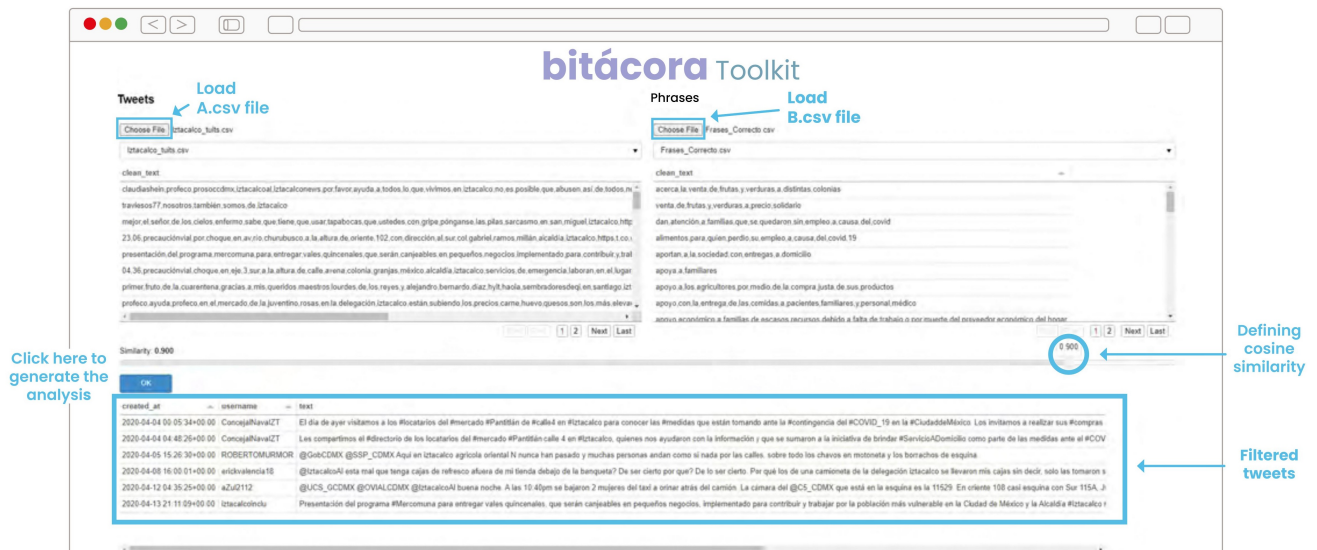 bitácora Toolkit
Tweets
Load
A.csv file
Phrases
Load
B.csv file
Choose File Iztacalco_tuits.csv
Choose File Frases_Correcto.csv
Iztacalco_tuits.csv
Frases_Correcto.csv
clean_text
clean_text
claudiashein,profeco,prosoccdmx,iztacalcoal,Iztacalconews,por,favor,ayuda,a,todos,lo,que,vivimos,en,iztacalco,no,es,posible,que,abusen,así,de,todos
acerca,la,venta,de,frutas,y,verduras,a,distintas,colonias
traviesos77,nosotros,también,somos,de,Iztacalco
venta,de,frutas,y,verduras,a,precio,solidario
mejor,el,señor,de,los,cielos,enfermo,sabe,que,tiene,que,usar,tapabocas,que,ustedes,con,gripe,pónganse,las,pilas,sarcasmo,en,san,miguel,iztacalco,http
dan,atención,a,familias,que,se,quedaron,sin,empleo,a,causa,del,covid
23,06,precauciónvial,por,choque,en,av,rio,churubusco,a,la,altura,de,oriente,102,con,dirección,al,sur,col,gabriel,ramos,millán,alcaldía,iztacalco,https,t,co
alimentos,para,quien,perdio,su,empleo,a,causa,del,covid,19
presentación,del,programa,mercomuna,para,entregar,vales,quincenales,que,serán,canjeables,en,pequeños,negocios,implementado,para,contribuir,y,tral
aportan,a,la,sociedad,con,entregas,a,domicilio
04,36,precauciónvial,choque,en,eje,3,sur,a,la,altura,de,calle,avena,colonia,granjas,méxico,alcaldía,iztacalco,servicios,de,emergencia,laboran,en,el,lugar
apoya,a,familiares
primer,fruto,de,la,cuarentena,gracias,a,mis,queridos,maestros,lourdes,de,los,reyes,y,alejandro,bernardo,díaz,hylt,haola,sembradoresdeqi,en,santiago,izt
apoyo,a,los,agricultores,por,medio,de,la,compra,justa,de,sus,productos
profeco,ayuda,profeco,en,el,mercado,de,la,juventino,rosas,en,la,delegación,iztacalco,están,subiendo,los,precios,carne,huevo,quesos,son,los,más,eleva
apoyo,con,la,entrega,de,las,comidas,a,pacientes,familiares,y,personal,médico
apoyo,económico,a,familias,de,escasos,recursos,debido,a,falta,de,trabajo,o,por,muerte,del,proveedor,económico,del,hogar
1 2 Next Last
1 2 Next Last
Similarity: 0.900
0.900
Defining
cosine
similarity
Click here to
generate the
analysis
OK
created_at username text
2020-04-04 00:05:34+00:00 ConcejalNavaIZT El día de ayer visitamos a los #locatarios del #mercado #Pantitlán de #calle4 en #Iztacalco para conocer las #medidas que están tomando ante la #contingencia del #COVID_19 en la #CiudaddeMéxico. Los invitamos a realizar sus #compras
2020-04-04 04:48:26+00:00 ConcejalNavaIZT Les compartimos el #directorio de los locatarios del #mercado #Pantitlán calle 4 en #Iztacalco, quienes nos ayudaron con la información y que se sumaron a la iniciativa de brindar #ServicioADomicilio como parte de las medidas ante el #COV
2020-04-05 15:26:30+00:00 ROBERTOMURMOR @GobCDMX @SSP_CDMX Aqui en iztacalco agricola oriental N nunca han pasado y muchas personas andan como si nada por las calles, sobre todo los chavos en motoneta y los borrachos de esquina
2020-04-08 16:00:01+00:00 erickvalencia18 @IztacalcoAl esta mal que tenga cajas de refresco afuera de mi tienda debajo de la banqueta? De ser cierto por que? De lo ser cierto. Por qué los de una camioneta de la delegación iztacalco se llevaron mis cajas sin decir, solo las tomaron s
2020-04-12 04:35:25+00:00 aZul2112 @UCS_GCDMX @OVIALCDMX @IztacalcoAl buena noche. A las 10:40pm se bajaron 2 mujeres del taxi a orinar atrás del camión. La cámara del @C5_CDMX que está en la esquina es la 11529. En oriente 108 casi esquina con Sur 115A.
2020-04-13 21:11:09+00:00 Iztacalcoinclu Presentación del programa #Mercomuna para entregar vales quincenales, que serán canjeables en pequeños negocios, implementado para contribuir y trabajar por la población más vulnerable en la Ciudad de México y la Alcaldía #Iztacalco
Filtered
tweets